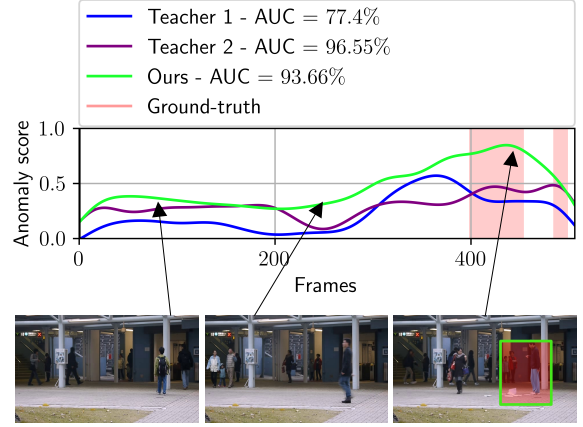 Teacher 1 - AUC = 77.4%
Teacher 2 - AUC = 96.55%
Ours - AUC = 93.66%
Ground-truth
1.0
0.5
0.0
Anomaly score
0
200
400
Frames